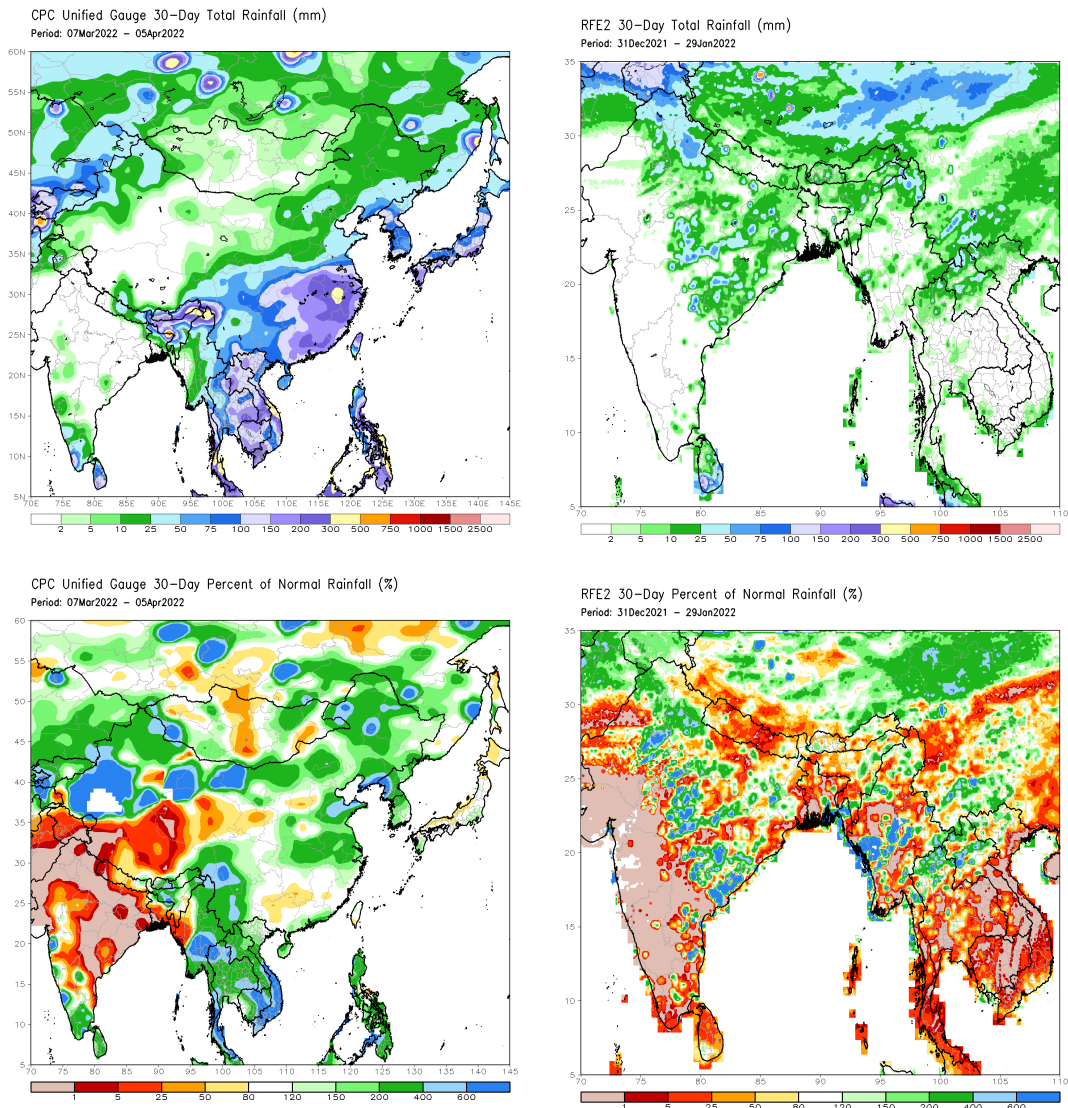 CPC Unified Gauge 30-Day Total Rainfall (mm)
Period: 07Mar2022 - 05Apr2022
60N
55N
50N
45N
40N
35N
30N
25N
20N
15N
10N
5N
70E 75E 80E 85E 90E 95E 100E 105E 110E 115E 120E 125E 130E 135E 140E 145E
2 5 10 25 50 75 100 150 200 300 500 750 1000 1500 2500
RFE2 30-Day Total Rainfall (mm)
Period: 31Dec2021 - 29Jan2022
35
30
25
20
15
10
5
70 75 80 85 90 95 100 105 110
2 5 10 25 50 75 100 150 200 300 500 750 1000 1500 2500
CPC Unified Gauge 30-Day Percent of Normal Rainfall (%)
Period: 07Mar2022 - 05Apr2022
60
55
50
45
40
35
30
25
20
15
10
5
70 75 80 85 90 95 100 105 110 115 120 125 130 135 140 145
1 5 25 50 80 120 150 200 400 600
RFE2 30-Day Percent of Normal Rainfall (%)
Period: 31Dec2021 - 29Jan2022
35
30
25
20
15
10
5
70 75 80 85 90 95 100 105 110
1 5 25 50 80 120 150 200 400 600